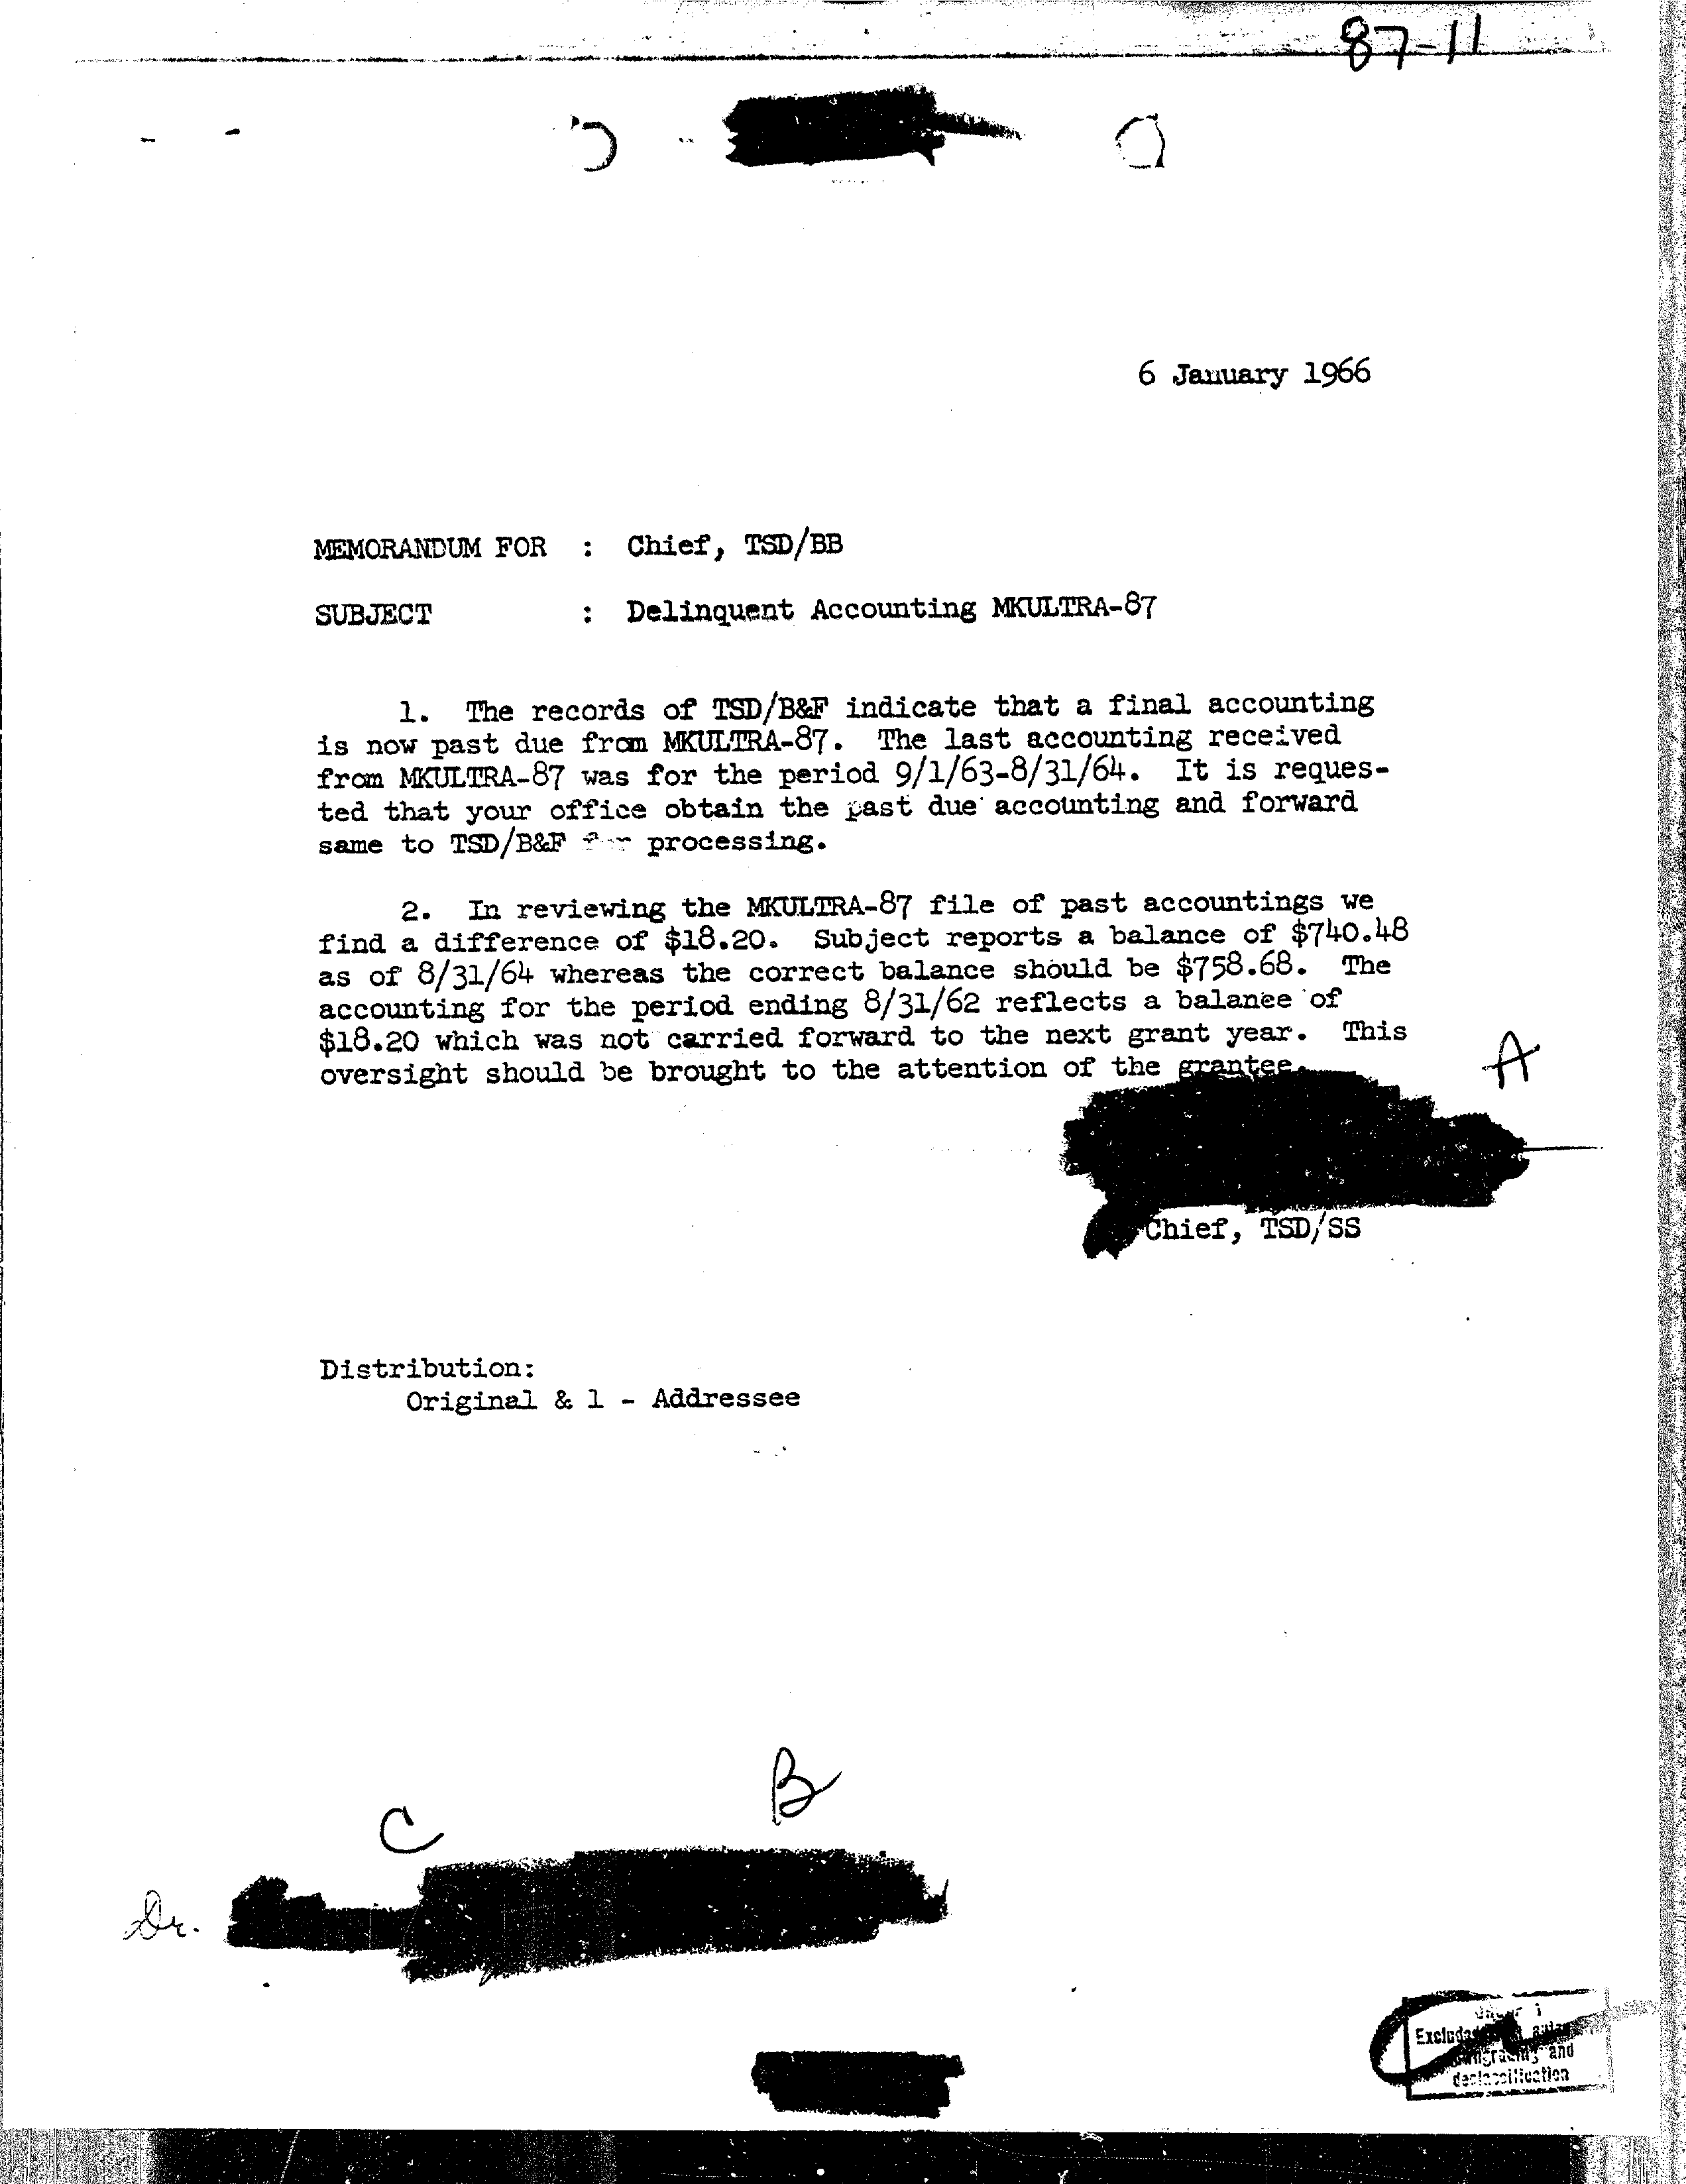 87-11
6 January 1966
MEMORANDUM FOR : Chief, TSD/BB
SUBJECT : Delinquent Accounting MKULTRA-87
1. The records of TSD/B&F indicate that a final accounting
is now past due from MKULTRA-87. The last accounting received
from MKULTRA-87 was for the period 9/1/63-8/31/64. It is reques-
ted that your office obtain the past due accounting and forward
same to TSD/B&F for processing.
2. In reviewing the MKULTRA-87 file of past accountings we
find a difference of $18.20. Subject reports a balance of $740.48
as of 8/31/64 whereas the correct balance should be $758.68. The
accounting for the period ending 8/31/62 reflects a balance of
$18.20 which was not carried forward to the next grant year. This
oversight should be brought to the attention of the grantee.
A
Chief, TSD/SS
Distribution:
Original & 1 - Addressee
B
C
Dr.
and
declassification